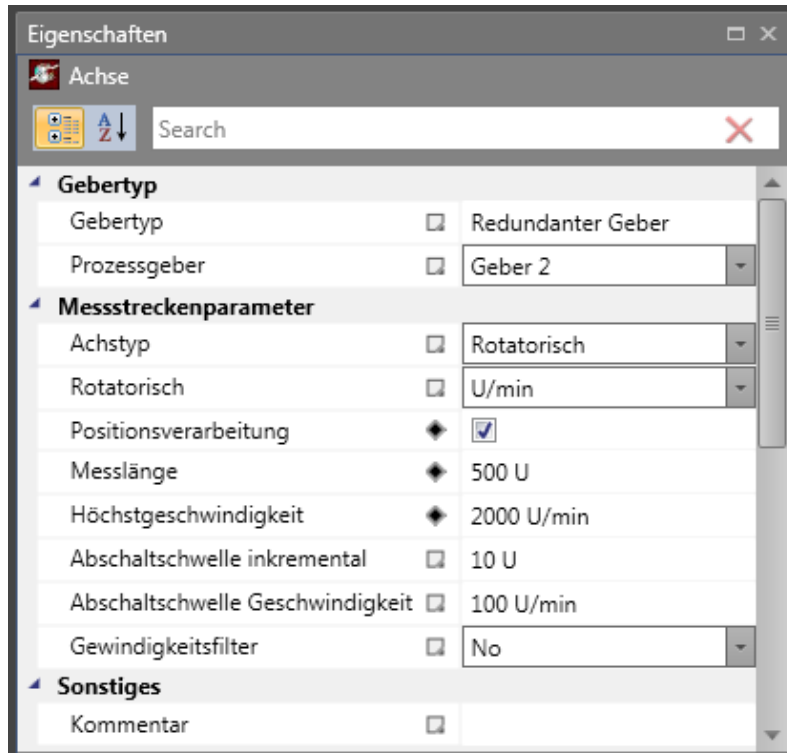 Eigenschaften
Achse
A
Z
Search
Gebertyp
Gebertyp Redundanter Geber
Prozessgeber Geber 2
Messstreckenparameter
Achstyp Rotatorisch
Rotatorisch U/min
Positionsverarbeitung
Messlänge 500 U
Höchstgeschwindigkeit 2000 U/min
Abschaltschwelle inkremental 10 U
Abschaltschwelle Geschwindigkeit 100 U/min
Gewindigkeitsfilter No
Sonstiges
Kommentar